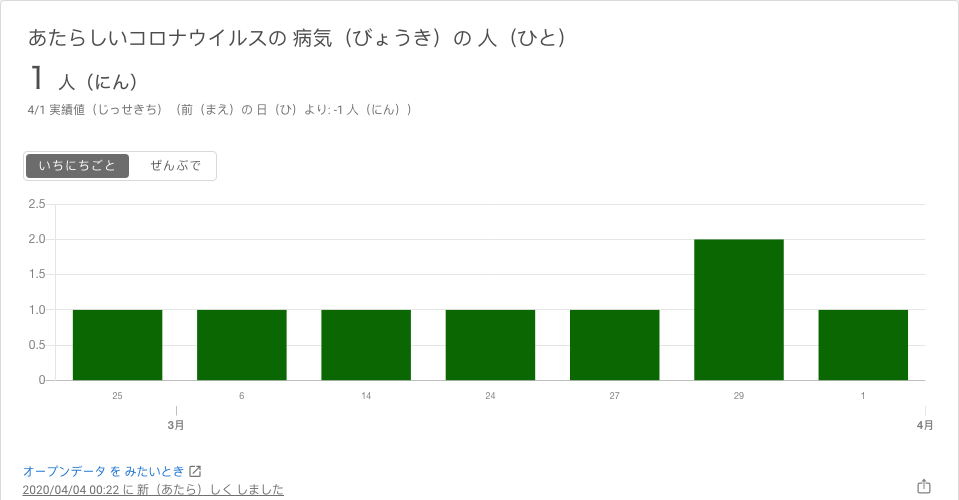 あたらしいコロナウイルスの 病気（びょうき）の 人（ひと）
1 人（にん）
4/1 実績値（じっせきち）（前（まえ）の 日（ひ）より: -1 人（にん））
いちにちごと ぜんぶで
2.5
2.0
1.5
1.0
0.5
0
25 6 14 24 27 29 1
3月 4月
オープンデータ を みたいとき
2020/04/04 00:22 に 新（あたら）しく しました